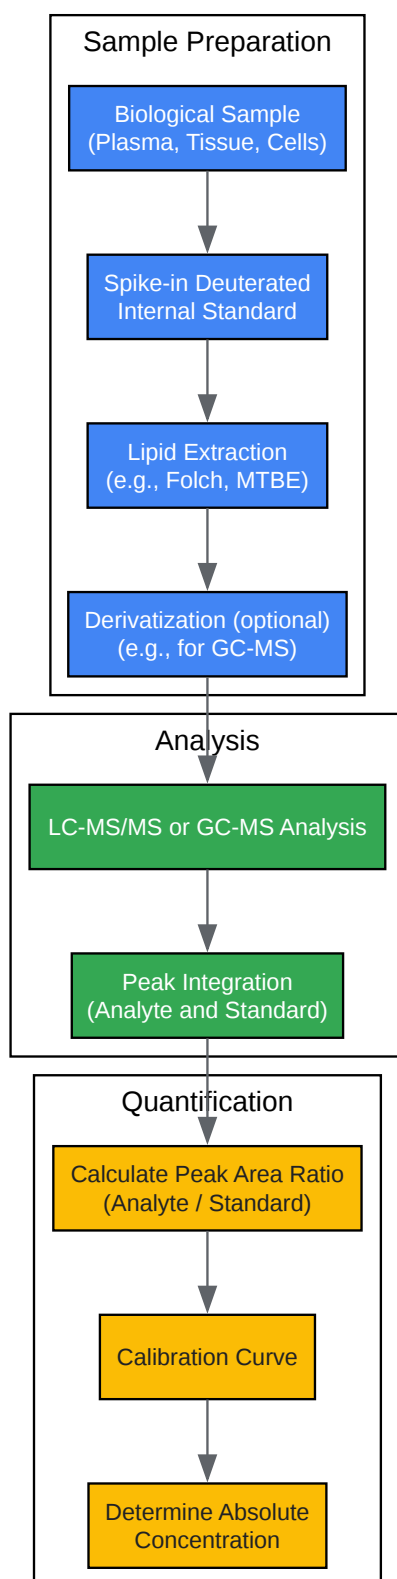 Sample Preparation
Biological Sample
(Plasma, Tissue, Cells)
Spike-in Deuterated
Internal Standard
Lipid Extraction
(e.g., Folch, MTBE)
Derivatization (optional)
(e.g., for GC-MS)
Analysis
LC-MS/MS or GC-MS Analysis
Peak Integration
(Analyte and Standard)
Quantification
Calculate Peak Area Ratio
(Analyte / Standard)
Calibration Curve
Determine Absolute
Concentration